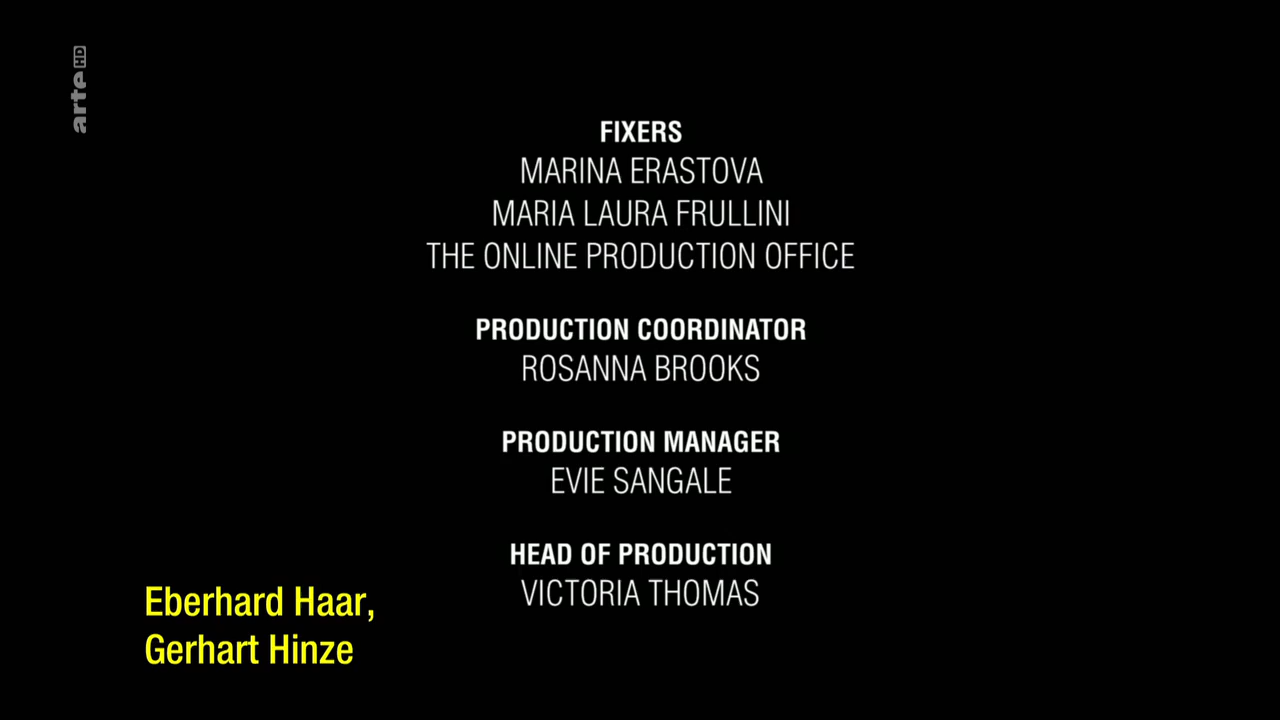 arte HD
FIXERS
MARINA ERASTOVA
MARIA LAURA FRULLINI
THE ONLINE PRODUCTION OFFICE
PRODUCTION COORDINATOR
ROSANNA BROOKS
PRODUCTION MANAGER
EVIE SANGALE
HEAD OF PRODUCTION
VICTORIA THOMAS
Eberhard Haar,
Gerhart Hinze